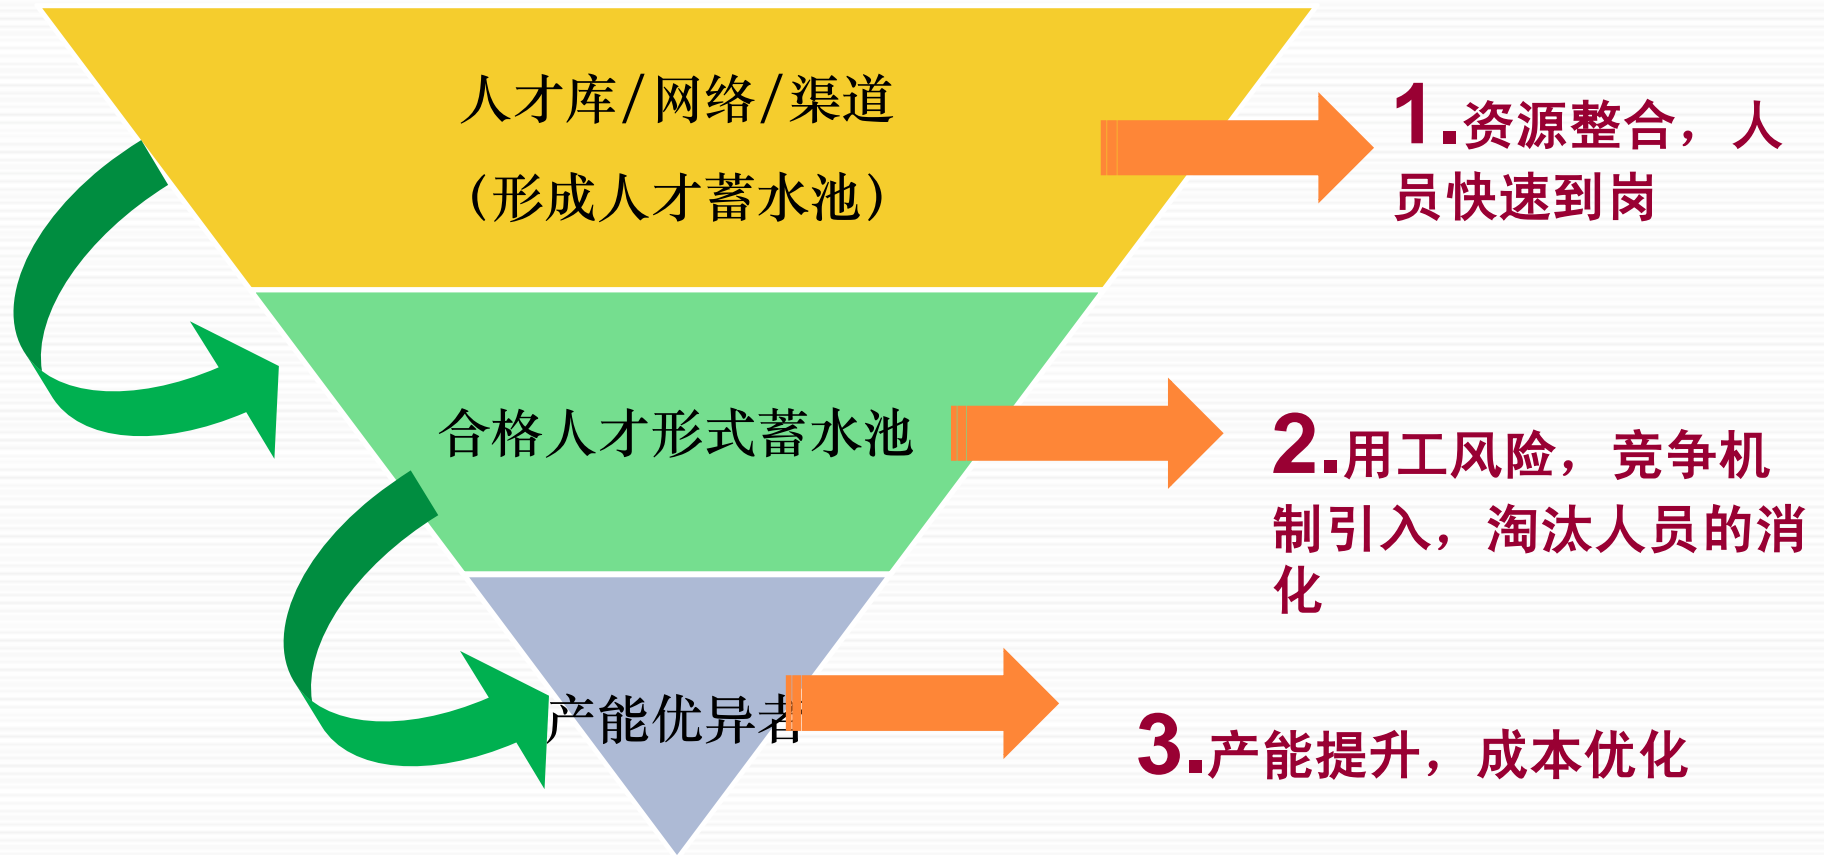 人才库/网络/渠道
（形成人才蓄水池）
1.资源整合，人
员快速到岗
合格人才形式蓄水池
2.用工风险，竞争机
制引入，淘汰人员的消
化
产能优异者
3.产能提升，成本优化